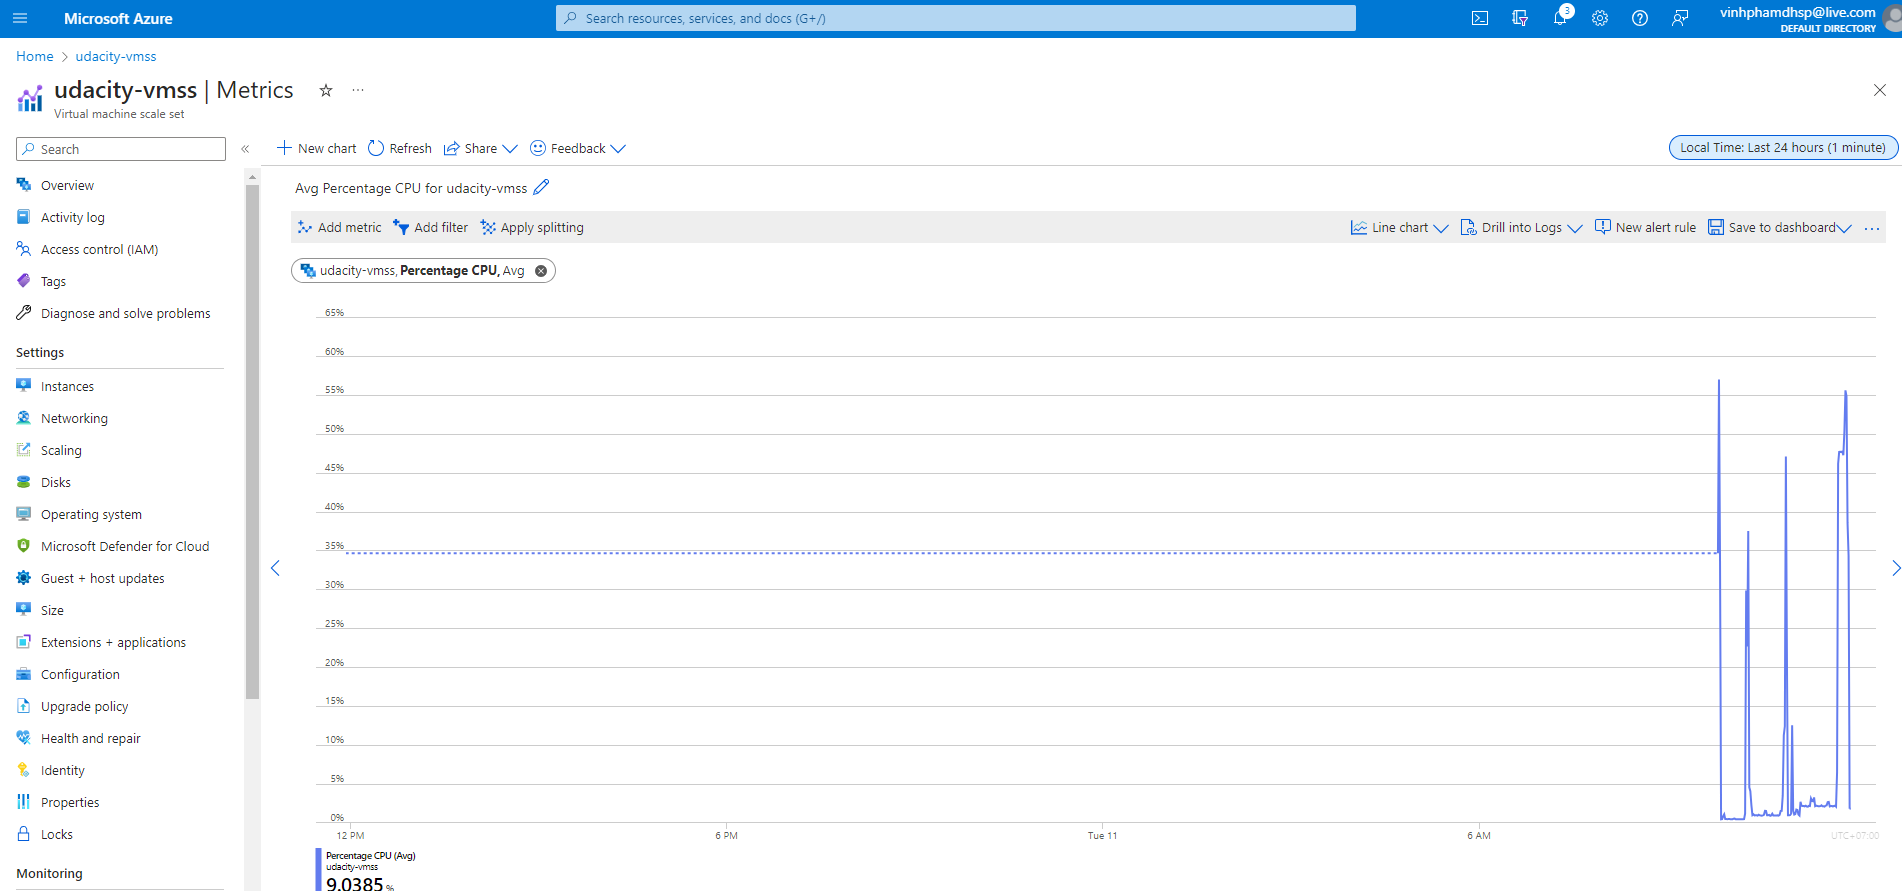 Microsoft Azure
Search resources, services, and docs (G+/)
3
vinhphamdhsp@live.com
DEFAULT DIRECTORY
Home > udacity-vmss
udacity-vmss | Metrics
Virtual machine scale set
Search
Overview
Activity log
Access control (IAM)
Tags
Diagnose and solve problems
Settings
Instances
Networking
Scaling
Disks
Operating system
Microsoft Defender for Cloud
Guest + host updates
Size
Extensions + applications
Configuration
Upgrade policy
Health and repair
Identity
Properties
Locks
Monitoring
New chart Refresh Share Feedback
Local Time: Last 24 hours (1 minute)
Avg Percentage CPU for udacity-vmss
Add metric Add filter Apply splitting
Line chart Drill into Logs New alert rule Save to dashboard
udacity-vmss, Percentage CPU, Avg
65%
60%
55%
50%
45%
40%
35%
30%
25%
20%
15%
10%
5%
0%
12 PM 6 PM Tue 11 6 AM UTC+07:00
Percentage CPU (Avg)
udacity-vmss
9.0385 %